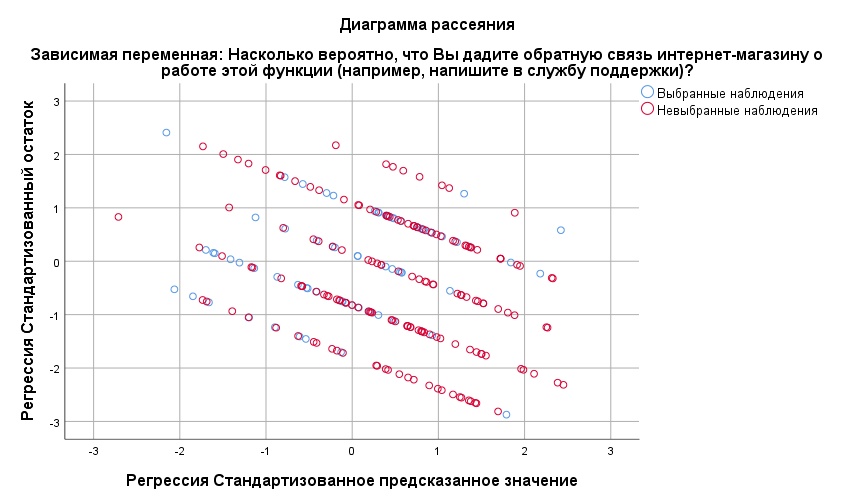 Диаграмма рассеяния
Зависимая переменная: Насколько вероятно, что Вы дадите обратную связь интернет-магазину о
работе этой функции (например, напишите в службу поддержки)?
Выбранные наблюдения
Невыбранные наблюдения
Регрессия Стандартизованный остаток
3
2
1
0
-1
-2
-3
-3
-2
-1
0
1
2
3
Регрессия Стандартизованное предсказанное значение